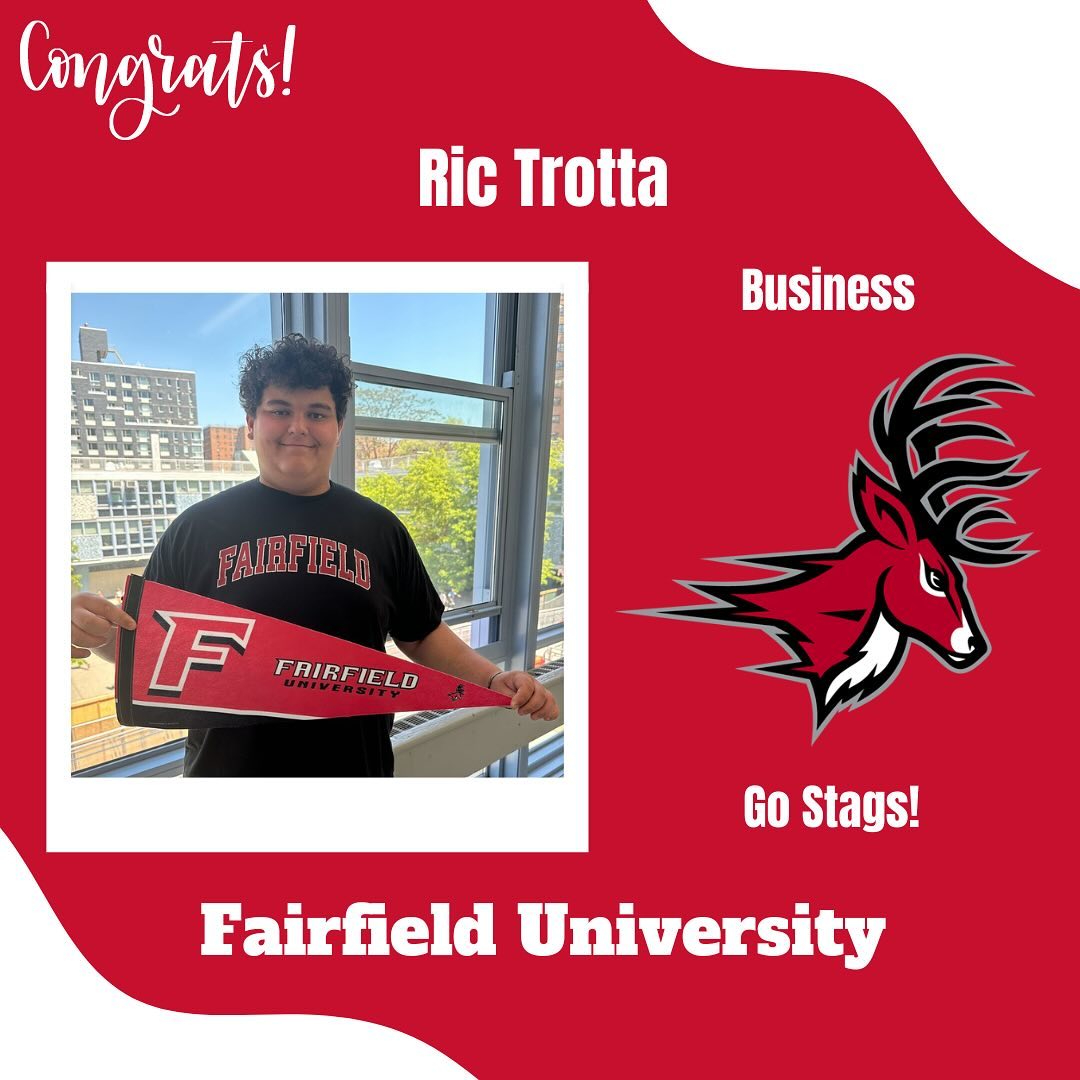 Congrats!
Ric Trotta
Business
FAIRFIELD
F
FAIRFIELD
UNIVERSITY
Go Stags!
Fairfield University